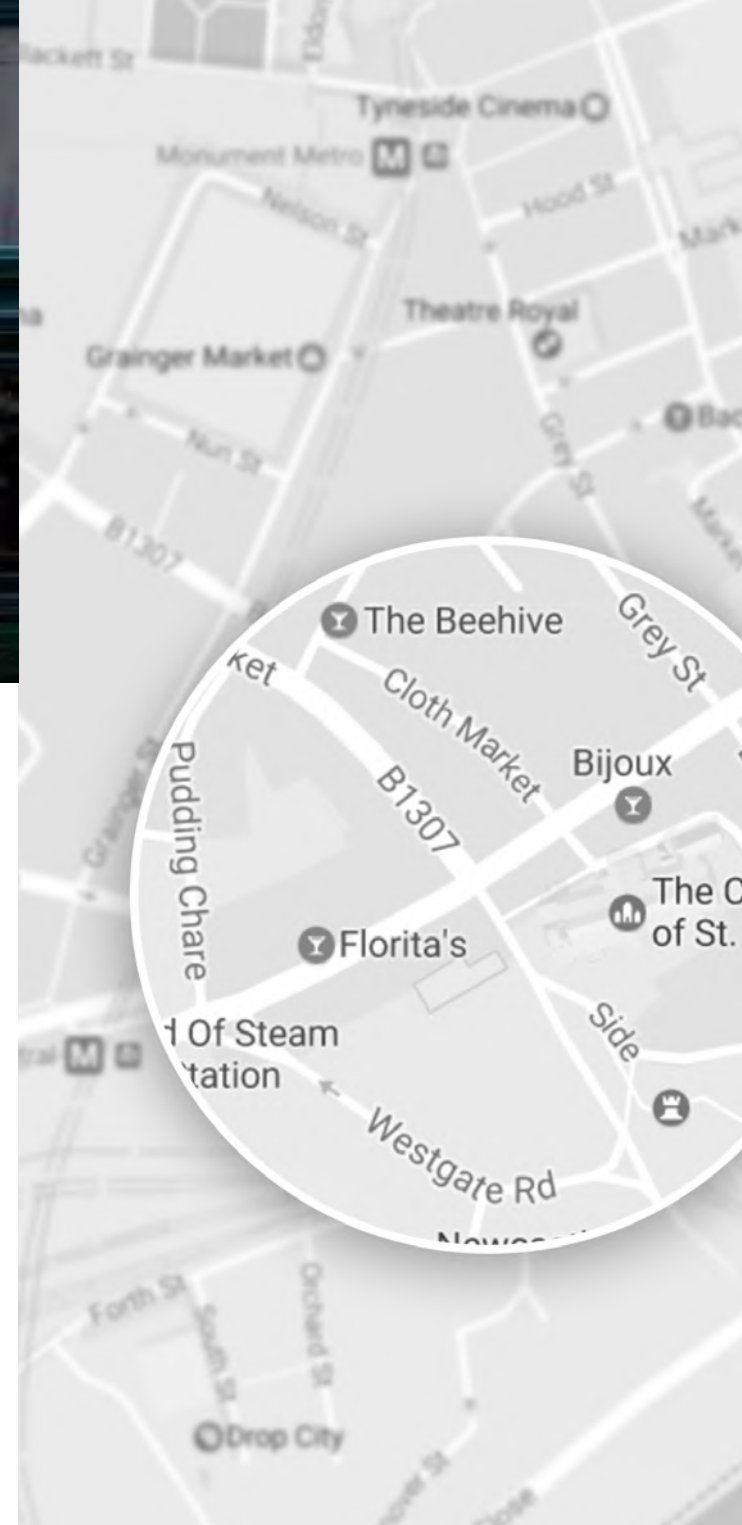 Blackett St
Tyneside Cinema
Monument Metro M
Nelson St
Hood St
Theatre Royal
Grainger Market
Nun St
Grey St
B1307
The Beehive
Grey St
Cloth Market
Bijoux
B1307
Grainger St
Pudding Chare
The C
of St.
Florita's
Of Steam
tation
Side
M
Westgate Rd
Forth St
Orchard St
South St
Drop City